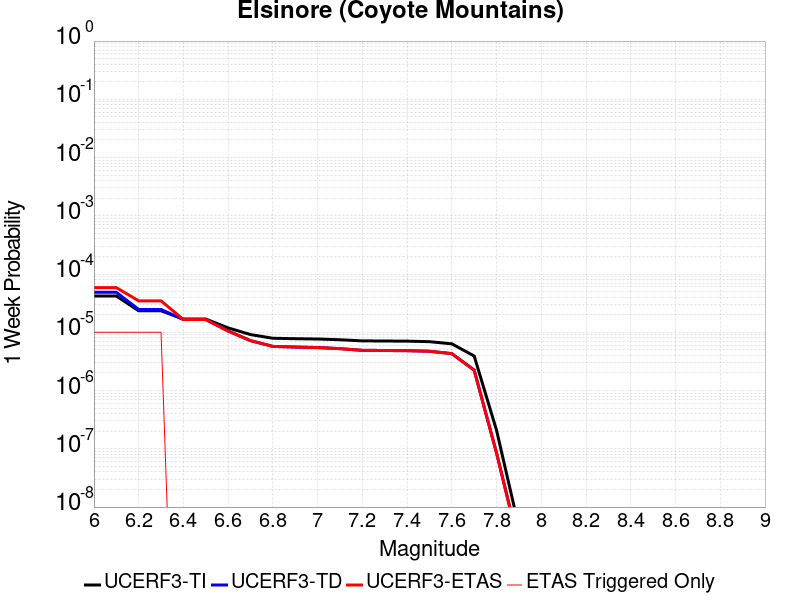 Elsinore (Coyote Mountains)
10^0
10^-1
10^-2
10^-3
10^-4
10^-5
10^-6
10^-7
10^-8
1 Week Probability
6 6.2 6.4 6.6 6.8 7 7.2 7.4 7.6 7.8 8 8.2 8.4 8.6 8.8 9
Magnitude
UCERF3-TI UCERF3-TD UCERF3-ETAS ETAS Triggered Only